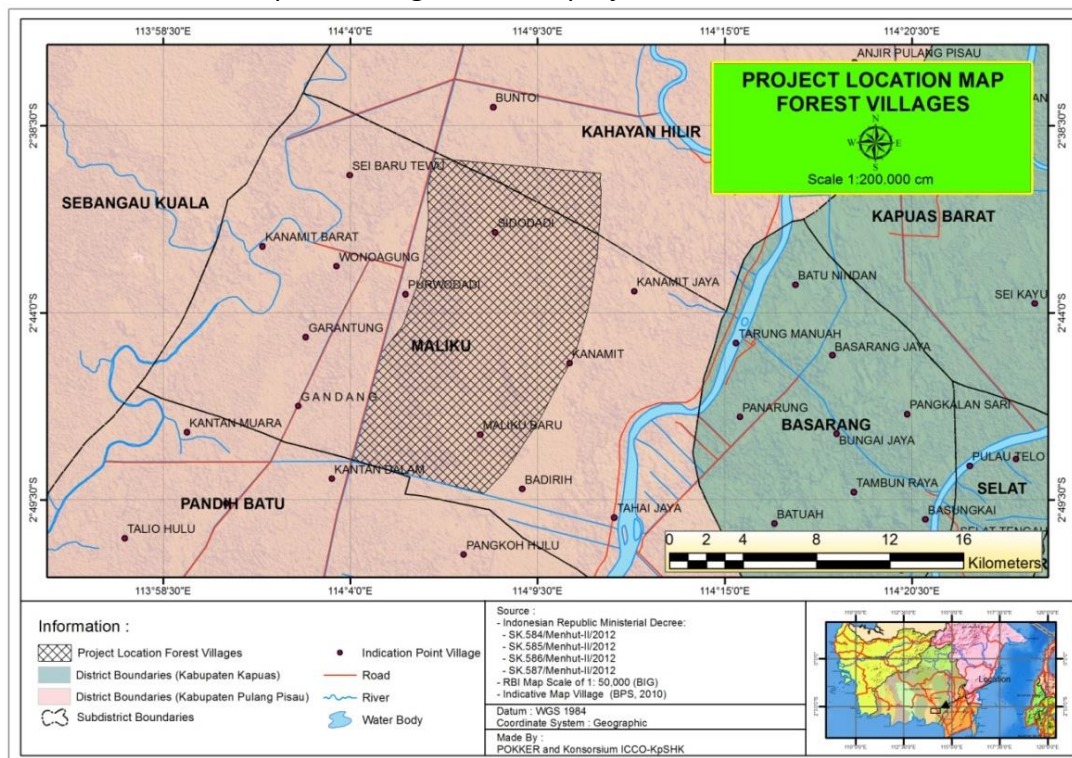 113°58'30"E
114°4'0"E
114°9'30"E
114°15'0"E
114°20'30"E
2°38'30"S
2°44'0"S
2°49'30"S
ANJIR PULANG PISAU
PROJECT LOCATION MAP
FOREST VILLAGES
N
W
E
S
Scale 1:200.000 cm
BUNTOI
KAHAYAN HILIR
SEI BARU TEWU
SEBANGAU KUALA
KAPUAS BARAT
SIDODADI
KANAMIT BARAT
WONOAGUNG
PURWODADI
KANAMIT JAYA
BATU NINDAN
SEI KAYU
GARANTUNG
MALIKU
TARUNG MANUAH
BASARANG JAYA
KANAMIT
GANDANG
PANARUNG
PANGKALAN SARI
BASARANG
KANTAN MUARA
MALIKU BARU
BUNGAI JAYA
PULAU TELO
KANTAN DALAM
BADIRIH
TAMBUN RAYA
SELAT
PANDIH BATU
TAHAI JAYA
BATUAH
BASUNGKAI
SELAT TENGAH
TALIO HULU
PANGKOH HULU
0 2 4 8 12 16
Kilometers
113°58'30"E
114°4'0"E
114°9'30"E
114°15'0"E
114°20'30"E
2°38'30"S
2°44'0"S
2°49'30"S
Information :
Project Location Forest Villages
District Boundaries (Kabupaten Kapuas)
District Boundaries (Kabupaten Pulang Pisau)
Subdistrict Boundaries
Indication Point Village
Road
River
Water Body
Source :
- Indonesian Republic Ministerial Decree:
- SK.584/Menhut-II/2012
- SK.585/Menhut-II/2012
- SK.586/Menhut-II/2012
- SK.587/Menhut-II/2012
- RBI Map Scale of 1: 50,000 (BIG)
- Indicative Map Village (BPS, 2010)
Datum : WGS 1984
Coordinate System : Geographic
Made By :
POKKER and Konsorsium ICCO-KpSHK
Location